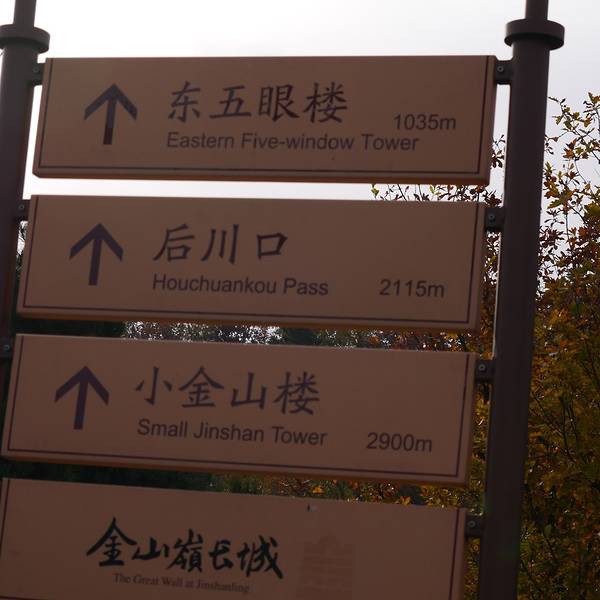 东五眼楼 1035m
Eastern Five-window Tower
后川口
Houchuankou Pass 2115m
小金山楼
Small Jinshan Tower 2900m
金山嶺长城
The Great Wall at Jinshanling